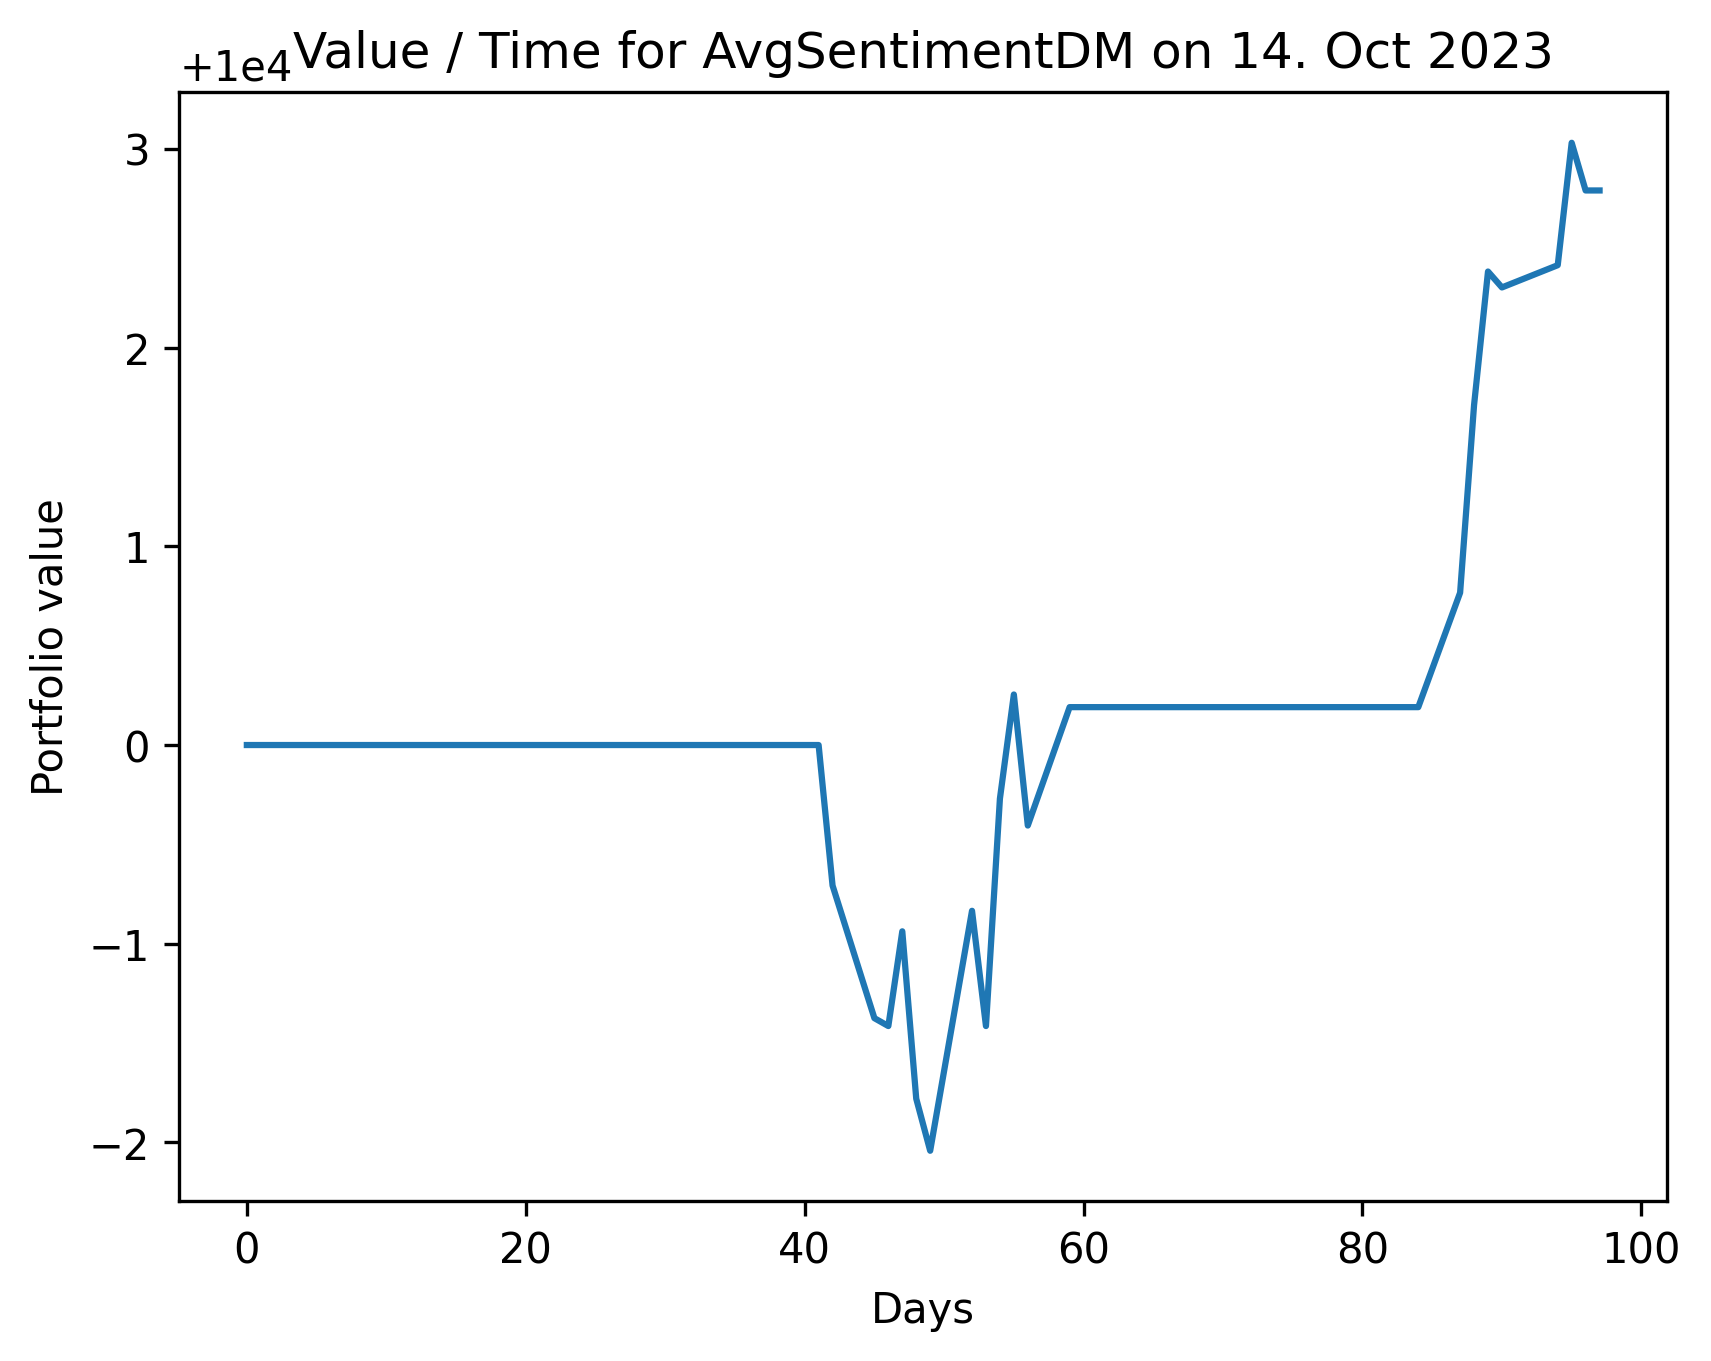 Value / Time for AvgSentimentDM on 14. Oct 2023
+1e4
3
2
1
0
−1
−2
Portfolio value
0 20 40 60 80 100
Days